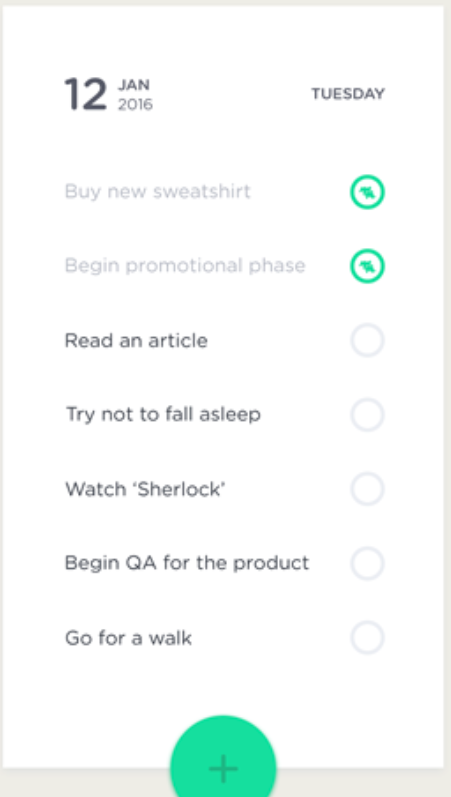 12 JAN
2016
TUESDAY
Buy new sweatshirt
Begin promotional phase
Read an article
Try not to fall asleep
Watch ‘Sherlock’
Begin QA for the product
Go for a walk
+